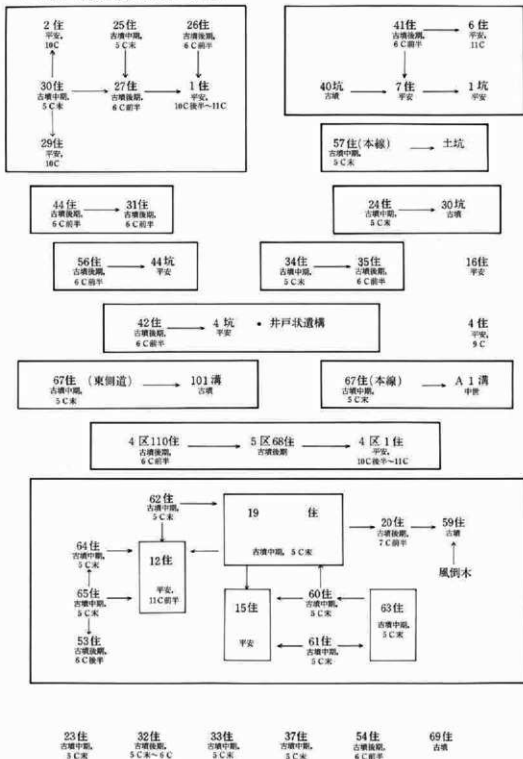 2住 25住 26住
平安, 古墳中期, 古墳後期,
10C 5C末 6C前半
30住 27住 1住
古墳中期, 古墳後期, 平安,
5C末 6C前半 10C後半~11C
29住
平安,
10C
41住 6住
古墳後期, 平安,
6C前半 11C
40坑 7住 1坑
古墳 平安 平安
57住(本線) 土坑
古墳中期,
5C末
44住 31住
古墳後期, 古墳後期,
6C前半 6C前半
24住 30坑
古墳中期, 古墳
5C末
56住 44坑
古墳後期, 平安
6C前半
34住 35住
古墳中期, 古墳後期,
5C末 6C前半
16住
平安
42住 4坑 • 井戸状遺構
古墳後期, 平安
6C前半
4住
平安,
9C
67住 (東側道) 101溝
古墳中期, 古墳
5C末
67住(本線) A1溝
古墳中期, 中世
5C末
4区110住 5区68住 4区1住
古墳後期, 古墳後期 平安,
6C前半 10C後半~11C
62住
古墳中期,
5C末
19 住
古墳中期, 5C末
20住 59住
古墳後期, 古墳
7C前半
風倒木
64住
古墳中期,
5C末
12住
平安,
11C前半
65住
古墳中期,
5C末
53住
古墳後期,
6C後半
15住
平安
60住
古墳中期,
5C末
63住
古墳中期,
5C末
61住
古墳中期,
5C末
23住 32住 33住 37住 54住 69住
古墳中期, 古墳後期, 古墳中期, 古墳中期, 古墳後期, 古墳
5C末 5C末~6C 5C末 5C末 6C前半